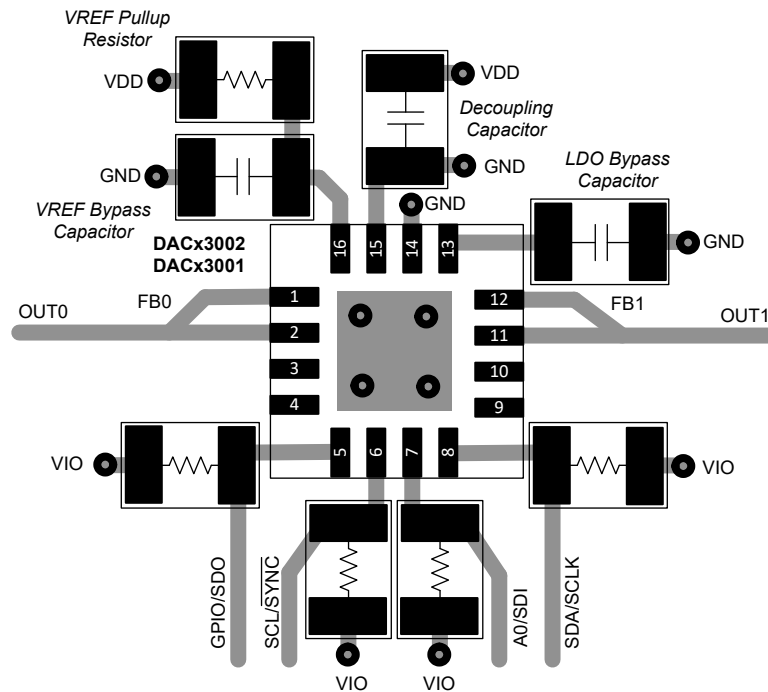 VREF Pullup
Resistor
VDD
VDD
Decoupling
Capacitor
GND
GND
LDO Bypass
Capacitor
VREF Bypass
Capacitor
GND
DACx3002
DACx3001
16
15
14
13
GND
FB0
1
12
FB1
OUT0
2
11
OUT1
3
10
4
9
5
6
7
8
VIO
VIO
GPIO/SDO
SCL/SYNC
A0/SDI
SDA/SCLK
VIO
VIO